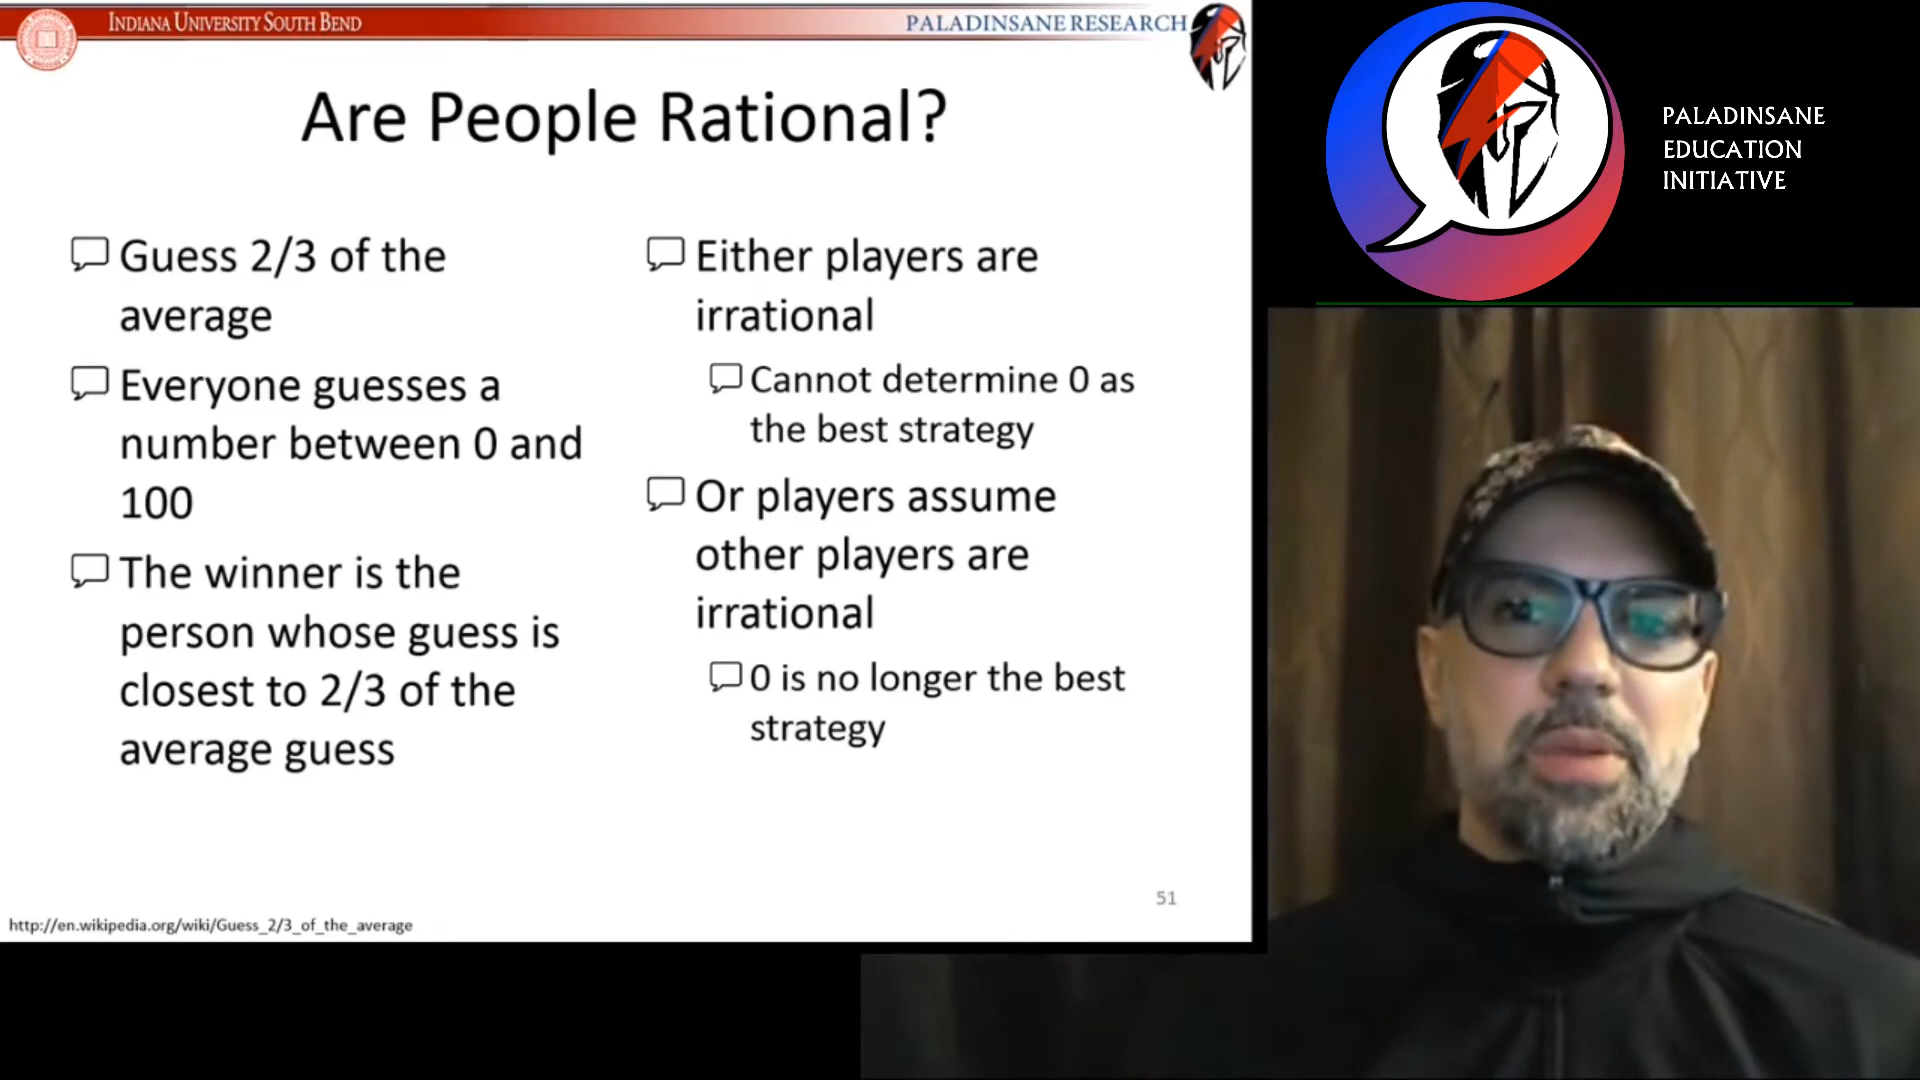 INDIANA UNIVERSITY SOUTH BEND
PALADINSANE RESEARCH
Are People Rational?
Guess 2/3 of the
average
Everyone guesses a
number between 0 and
100
The winner is the
person whose guess is
closest to 2/3 of the
average guess
Either players are
irrational
Cannot determine 0 as
the best strategy
Or players assume
other players are
irrational
0 is no longer the best
strategy
51
http://en.wikipedia.org/wiki/Guess_2/3_of_the_average
PALADINSANE
EDUCATION
INITIATIVE